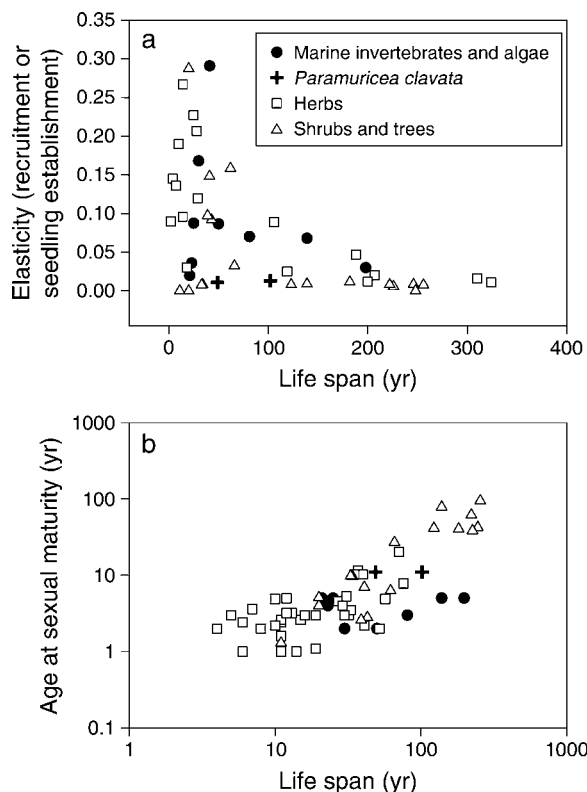 a
Marine invertebrates and algae
Paramuricea clavata
Herbs
Shrubs and trees
Elasticity (recruitment or
seedling establishment)
0.35
0.30
0.25
0.20
0.15
0.10
0.05
0.00
0 100 200 300 400
Life span (yr)
b
Age at sexual maturity (yr)
1000
100
10
1
0.1
1 10 100 1000
Life span (yr)